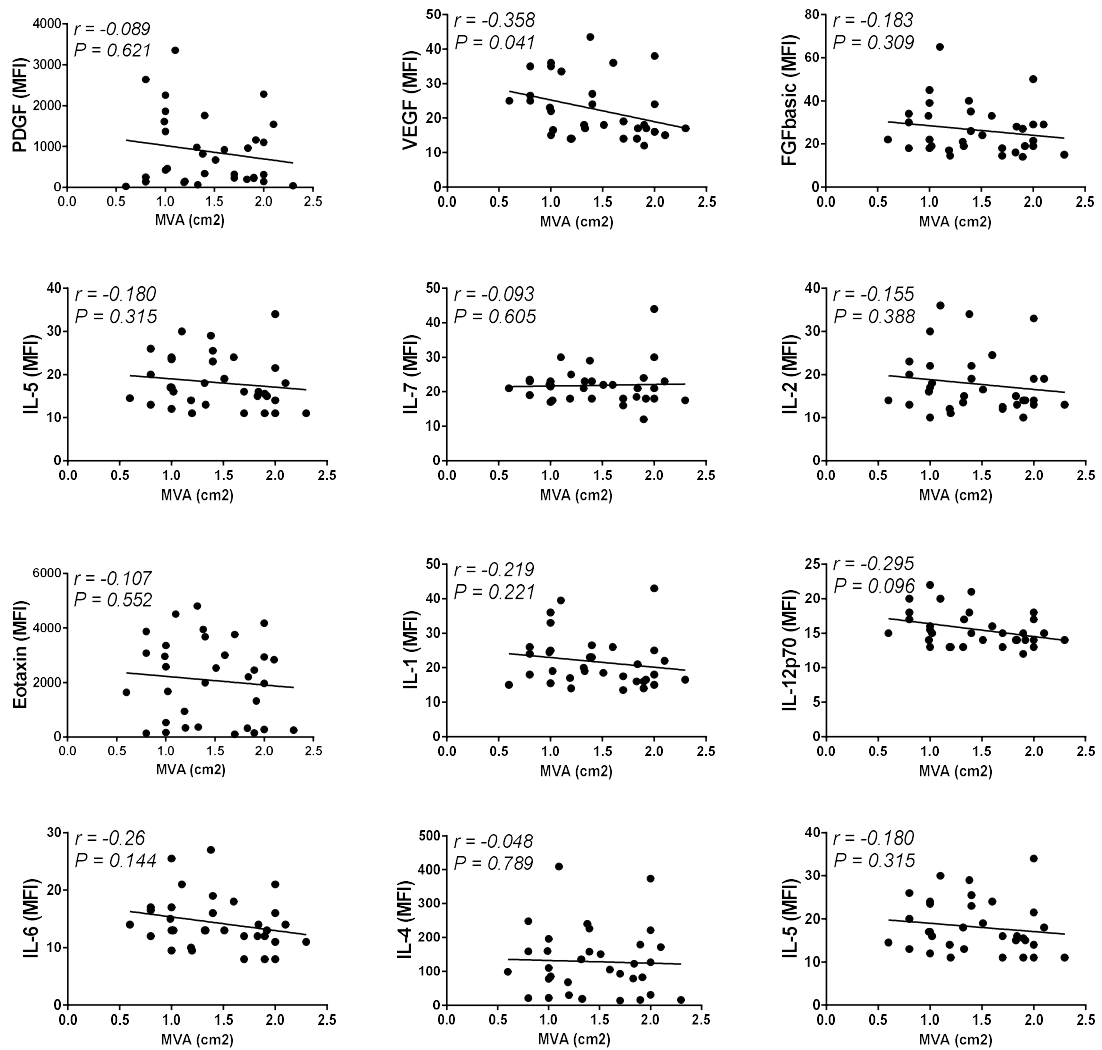 r = -0.089
P = 0.621
PDGF (MFI)
4000
3000
2000
1000
0
0.0 0.5 1.0 1.5 2.0 2.5
MVA (cm2)
r = -0.358
P = 0.041
VEGF (MFI)
50
40
30
20
10
0
0.0 0.5 1.0 1.5 2.0 2.5
MVA (cm2)
r = -0.183
P = 0.309
FGFbasic (MFI)
80
60
40
20
0
0.0 0.5 1.0 1.5 2.0 2.5
MVA (cm2)
r = -0.180
P = 0.315
IL-5 (MFI)
40
30
20
10
0
0.0 0.5 1.0 1.5 2.0 2.5
MVA (cm2)
r = -0.093
P = 0.605
IL-7 (MFI)
50
40
30
20
10
0
0.0 0.5 1.0 1.5 2.0 2.5
MVA (cm2)
r = -0.155
P = 0.388
IL-2 (MFI)
40
30
20
10
0
0.0 0.5 1.0 1.5 2.0 2.5
MVA (cm2)
r = -0.107
P = 0.552
Eotaxin (MFI)
6000
4000
2000
0
0.0 0.5 1.0 1.5 2.0 2.5
MVA (cm2)
r = -0.219
P = 0.221
IL-1 (MFI)
50
40
30
20
10
0
0.0 0.5 1.0 1.5 2.0 2.5
MVA (cm2)
r = -0.295
P = 0.096
IL-12p70 (MFI)
25
20
15
10
5
0
0.0 0.5 1.0 1.5 2.0 2.5
MVA (cm2)
r = -0.26
P = 0.144
IL-6 (MFI)
30
20
10
0
0.0 0.5 1.0 1.5 2.0 2.5
MVA (cm2)
r = -0.048
P = 0.789
IL-4 (MFI)
500
400
300
200
100
0
0.0 0.5 1.0 1.5 2.0 2.5
MVA (cm2)
r = -0.180
P = 0.315
IL-5 (MFI)
40
30
20
10
0
0.0 0.5 1.0 1.5 2.0 2.5
MVA (cm2)